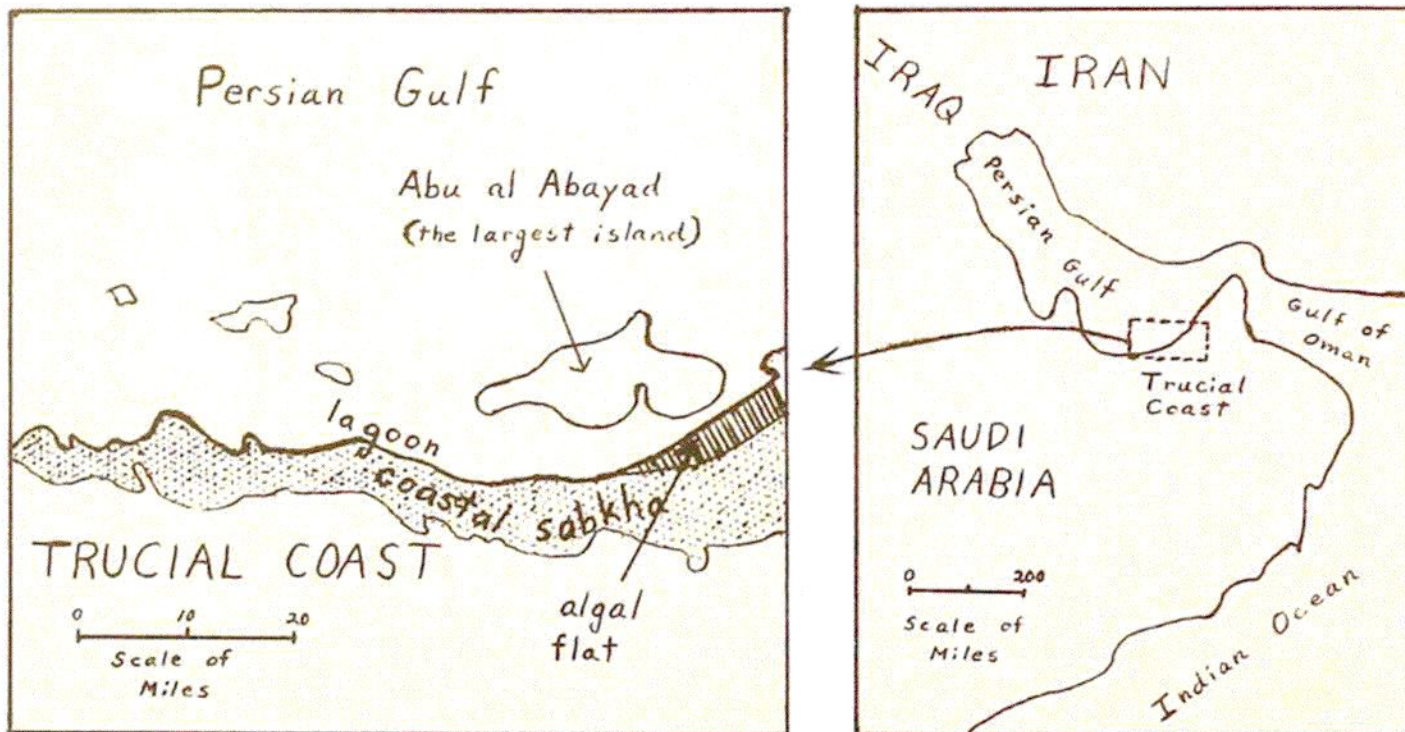 Persian Gulf
Abu al Abayad
(the largest island)
lagoon
coastal sabkha
TRUCIAL COAST
0 10 20
Scale of
Miles
algal
flat
IRAQ
IRAN
Persian
Gulf
Gulf of
Oman
Trucial
Coast
SAUDI
ARABIA
0 200
Scale of
Miles
Indian Ocean